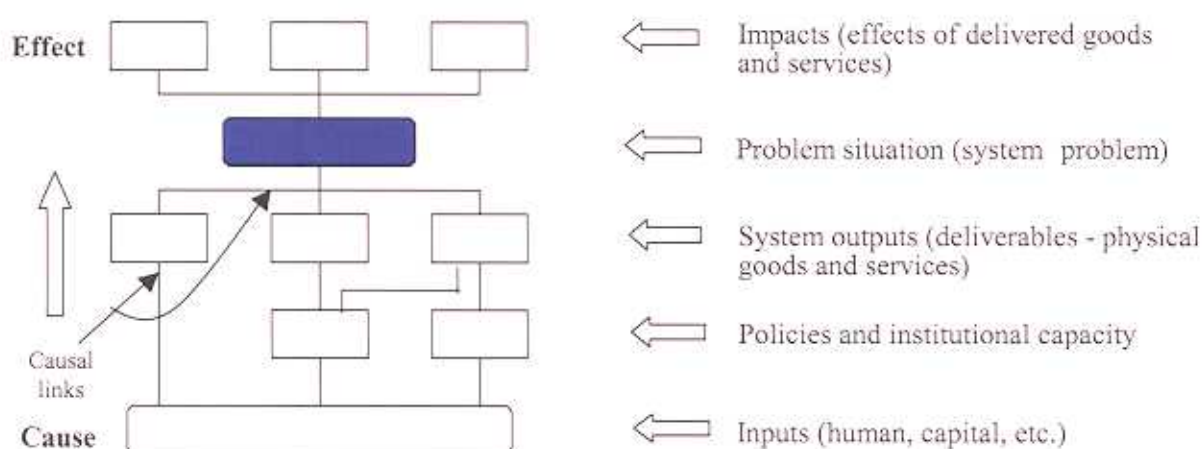 Effect
Impacts (effects of delivered goods
and services)
Problem situation (system problem)
System outputs (deliverables - physical
goods and services)
Policies and institutional capacity
Causal
links
Cause
Inputs (human, capital, etc.)